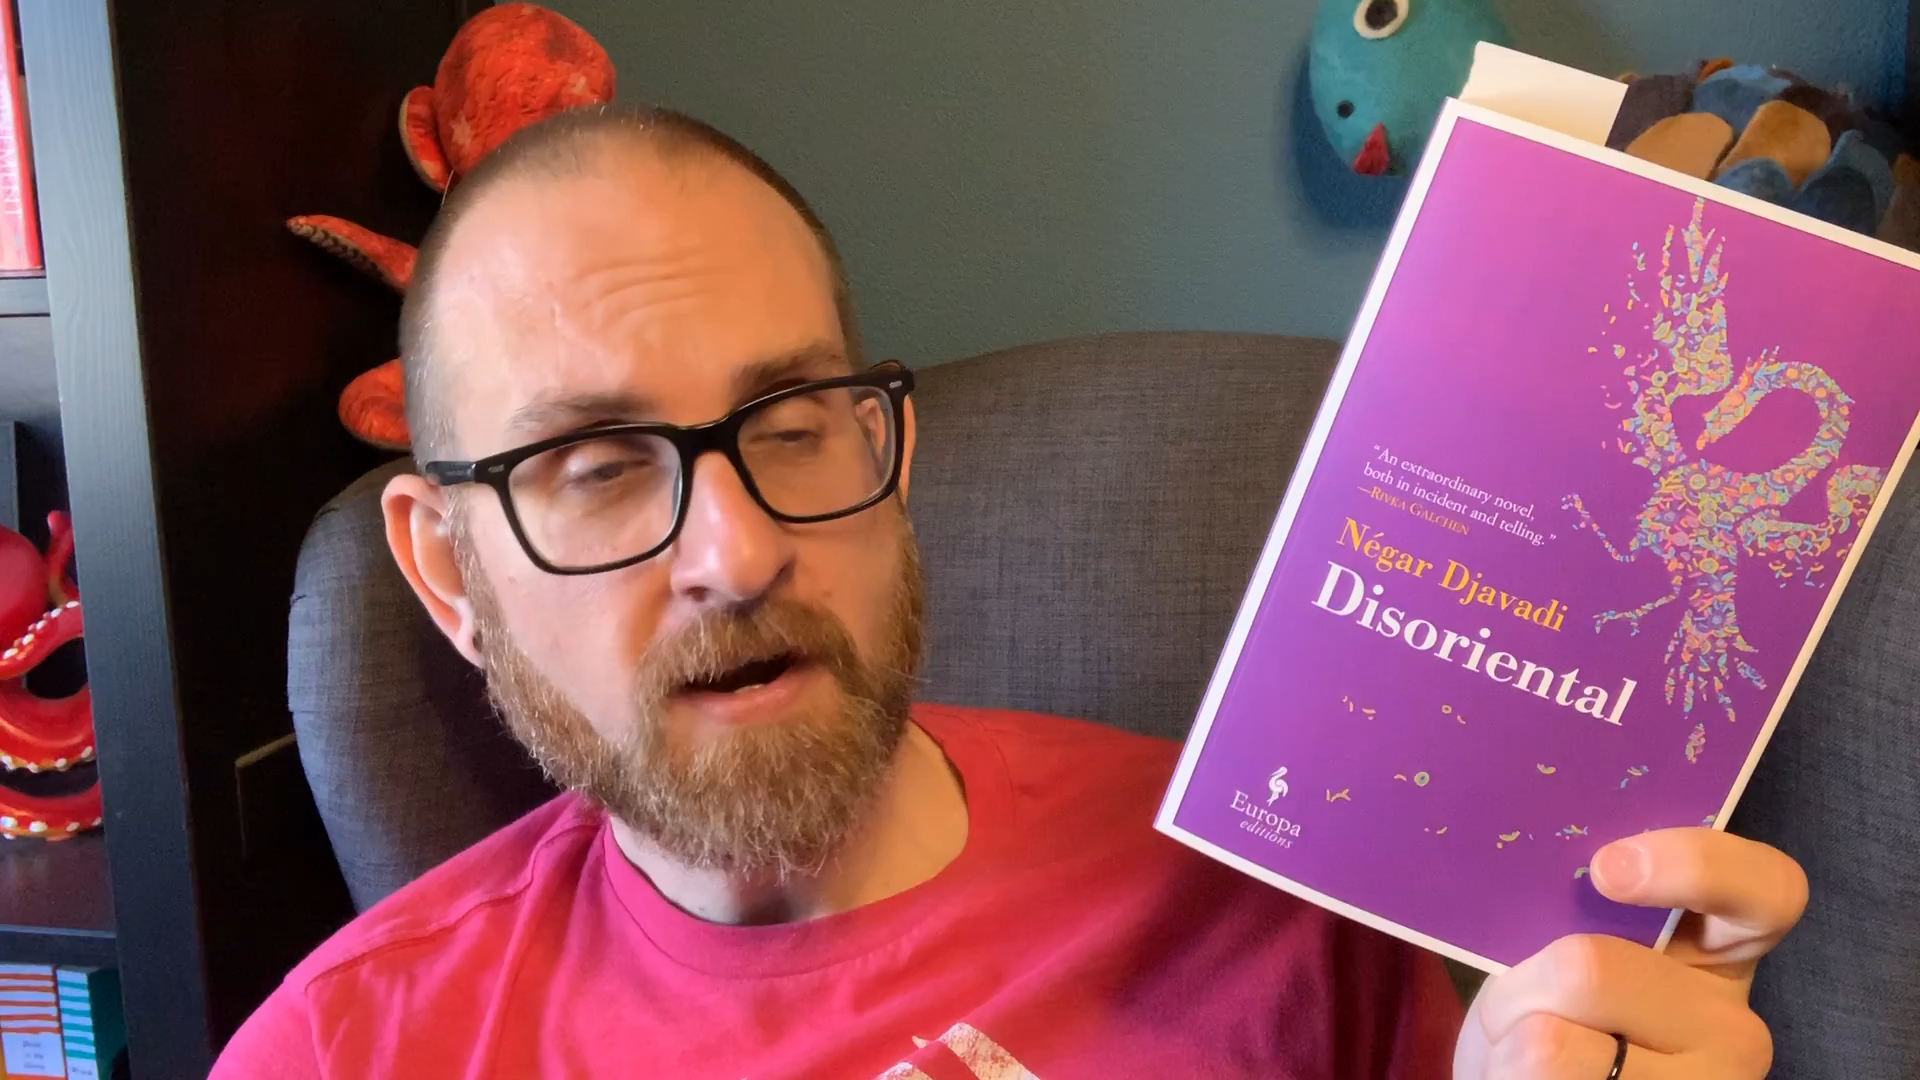 "An extraordinary novel,
both in incident and telling."
—RIVKA GALCHEN
Négar Djavadi
Disoriental
Europa
editions